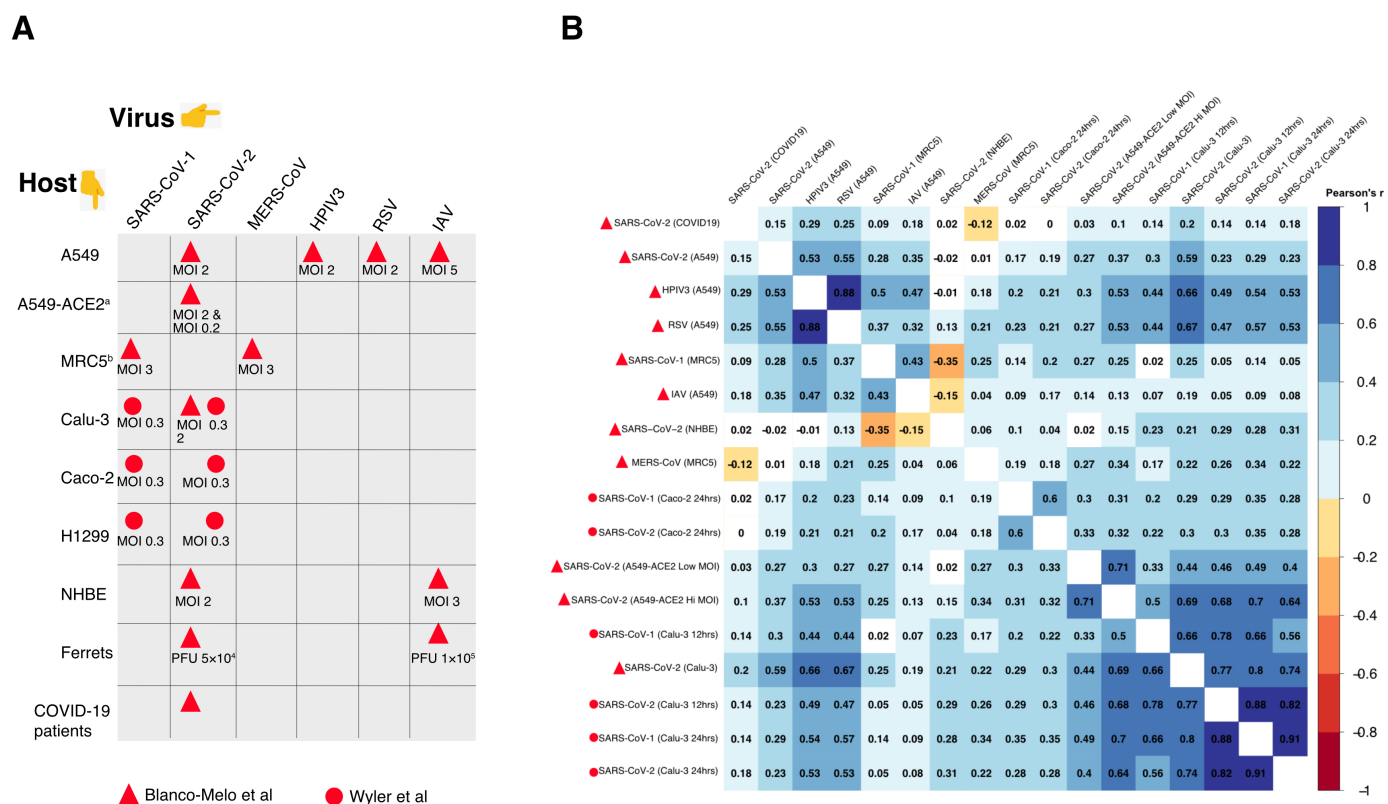 A
B
Virus
Host
SARS-CoV-1
SARS-CoV-2
MERS-CoV
HPIV3
RSV
IAV
A549
MOI 2
MOI 2
MOI 2
MOI 5
A549-ACE2a
MOI 2 &
MOI 0.2
MRC5b
MOI 3
MOI 3
Calu-3
MOI 0.3
MOI
2
0.3
Caco-2
MOI 0.3
MOI 0.3
H1299
MOI 0.3
MOI 0.3
NHBE
MOI 2
MOI 3
Ferrets
PFU 5×10⁴
PFU 1×10⁵
COVID-19
patients
Blanco-Melo et al
Wyler et al
SARS-CoV-2 (COVID19)
SARS-CoV-2 (A549)
HPIV3 (A549)
RSV (A549)
SARS-CoV-1 (MRC5)
IAV (A549)
SARS-CoV-2 (NHBE)
MERS-CoV (MRC5)
SARS-CoV-1 (Caco-2 24hrs)
SARS-CoV-2 (Caco-2 24hrs)
SARS-CoV-2 (A549-ACE2 Low MOI)
SARS-CoV-2 (A549-ACE2 Hi MOI)
SARS-CoV-1 (Calu-3 12hrs)
SARS-CoV-2 (Calu-3)
SARS-CoV-2 (Calu-3 12hrs)
SARS-CoV-1 (Calu-3 24hrs)
SARS-CoV-2 (Calu-3 24hrs)
Pearson's r
SARS-CoV-2 (COVID19) 0.15 0.29 0.25 0.09 0.18 0.02 -0.12 0.02 0 0.03 0.1 0.14 0.2 0.14 0.14 0.18
SARS-CoV-2 (A549) 0.15 0.53 0.55 0.28 0.35 -0.02 0.01 0.17 0.19 0.27 0.37 0.3 0.59 0.23 0.29 0.23
HPIV3 (A549) 0.29 0.53 0.88 0.5 0.47 -0.01 0.18 0.2 0.21 0.3 0.53 0.44 0.66 0.49 0.54 0.53
RSV (A549) 0.25 0.55 0.88 0.37 0.32 0.13 0.21 0.23 0.21 0.27 0.53 0.44 0.67 0.47 0.57 0.53
SARS-CoV-1 (MRC5) 0.09 0.28 0.5 0.37 0.43 -0.35 0.25 0.14 0.2 0.27 0.25 0.02 0.25 0.05 0.14 0.05
IAV (A549) 0.18 0.35 0.47 0.32 0.43 -0.15 0.04 0.09 0.17 0.14 0.13 0.07 0.19 0.05 0.09 0.08
SARS-CoV-2 (NHBE) 0.02 -0.02 -0.01 0.13 -0.35 -0.15 0.06 0.1 0.04 0.02 0.15 0.23 0.21 0.29 0.28 0.31
MERS-CoV (MRC5) -0.12 0.01 0.18 0.21 0.25 0.04 0.06 0.19 0.18 0.27 0.34 0.17 0.22 0.26 0.34 0.22
SARS-CoV-1 (Caco-2 24hrs) 0.02 0.17 0.2 0.23 0.14 0.09 0.1 0.19 0.6 0.3 0.31 0.2 0.29 0.29 0.35 0.28
SARS-CoV-2 (Caco-2 24hrs) 0 0.19 0.21 0.21 0.2 0.17 0.04 0.18 0.6 0.33 0.32 0.22 0.3 0.3 0.35 0.28
SARS-CoV-2 (A549-ACE2 Low MOI) 0.03 0.27 0.3 0.27 0.27 0.14 0.02 0.27 0.3 0.33 0.71 0.33 0.44 0.46 0.49 0.4
SARS-CoV-2 (A549-ACE2 Hi MOI) 0.1 0.37 0.53 0.53 0.25 0.13 0.15 0.34 0.31 0.32 0.71 0.5 0.69 0.68 0.7 0.64
SARS-CoV-1 (Calu-3 12hrs) 0.14 0.3 0.44 0.44 0.02 0.07 0.23 0.17 0.2 0.22 0.33 0.5 0.66 0.78 0.66 0.56
SARS-CoV-2 (Calu-3) 0.2 0.59 0.66 0.67 0.25 0.19 0.21 0.22 0.29 0.3 0.44 0.69 0.66 0.77 0.8 0.74
SARS-CoV-2 (Calu-3 12hrs) 0.14 0.23 0.49 0.47 0.05 0.05 0.29 0.26 0.29 0.3 0.46 0.68 0.78 0.77 0.88 0.82
SARS-CoV-1 (Calu-3 24hrs) 0.14 0.29 0.54 0.57 0.14 0.09 0.28 0.34 0.35 0.35 0.49 0.7 0.66 0.8 0.88 0.91
SARS-CoV-2 (Calu-3 24hrs) 0.18 0.23 0.53 0.53 0.05 0.08 0.31 0.22 0.28 0.28 0.4 0.64 0.56 0.74 0.82 0.91
1
0.8
0.6
0.4
0.2
0
-0.2
-0.4
-0.6
-0.8
-1